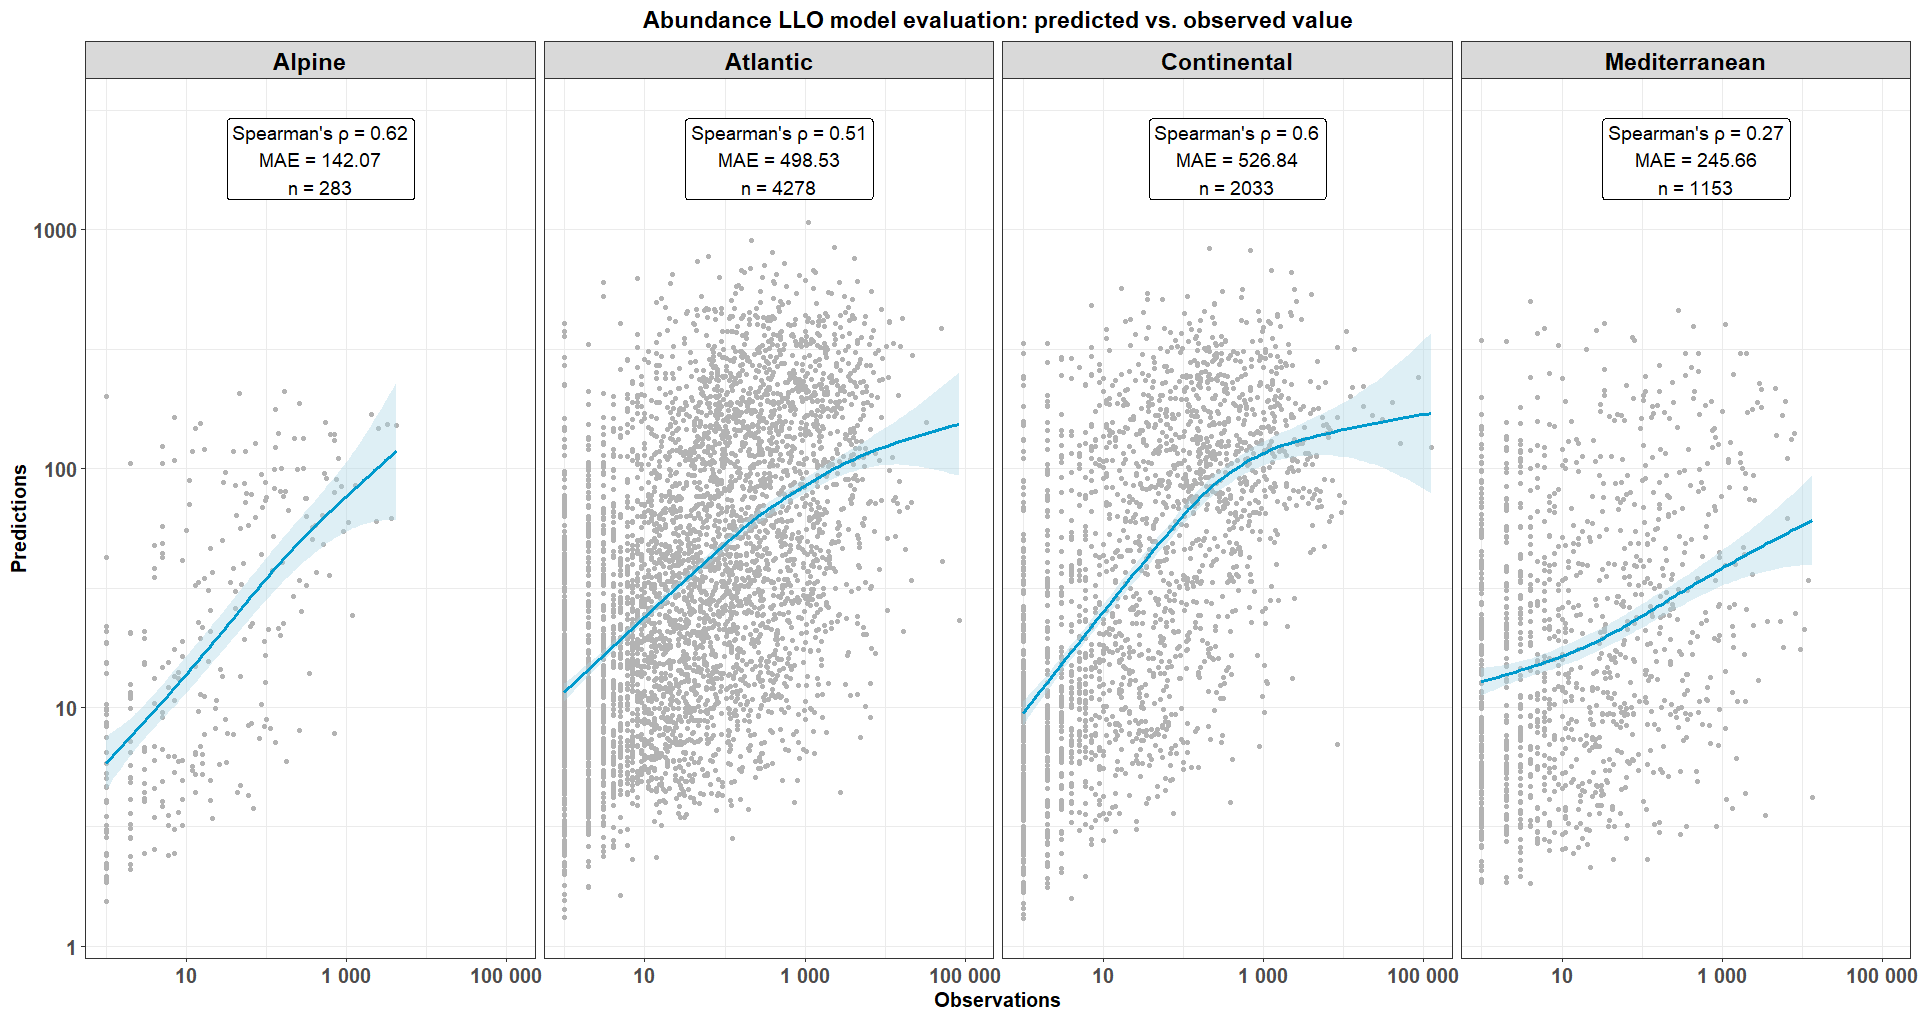 Abundance LLO model evaluation: predicted vs. observed value
Alpine
Atlantic
Continental
Mediterranean
Spearman's ρ = 0.62
MAE = 142.07
n = 283
Spearman's ρ = 0.51
MAE = 498.53
n = 4278
Spearman's ρ = 0.6
MAE = 526.84
n = 2033
Spearman's ρ = 0.27
MAE = 245.66
n = 1153
Predictions
1000
100
10
1
10 1 000 100 000
10 1 000 100 000
10 1 000 100 000
10 1 000 100 000
Observations